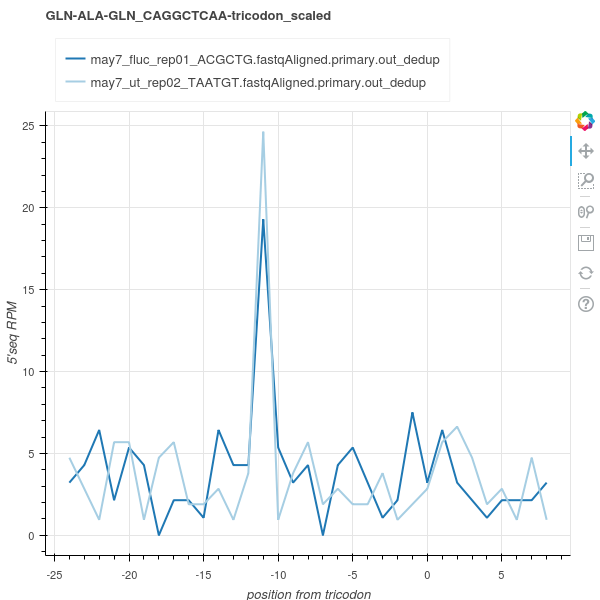 GLN-ALA-GLN_CAGGCTCAA-tricodon_scaled
may7_fluc_rep01_ACGCTG.fastqAligned.primary.out_dedup
may7_ut_rep02_TAATGT.fastqAligned.primary.out_dedup
25
20
15
10
5
0
5'seq RPM
-25 -20 -15 -10 -5 0 5
position from tricodon